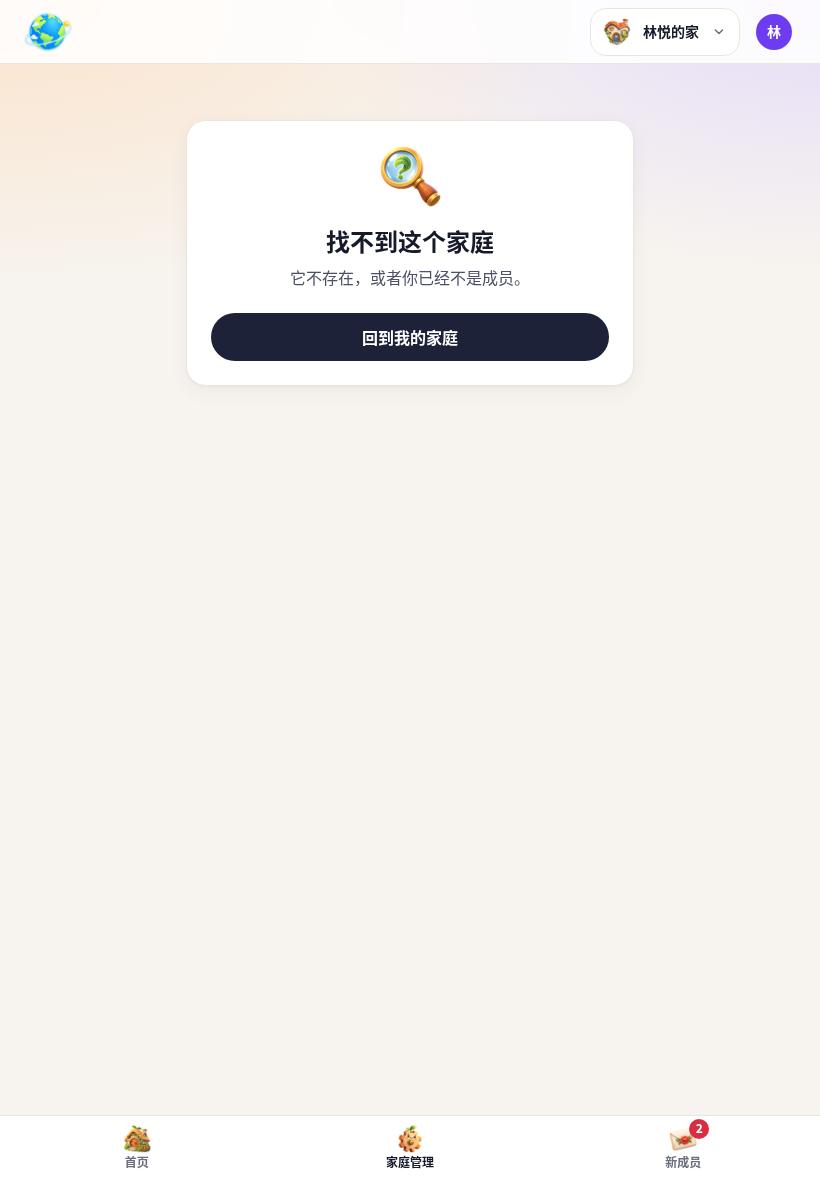 林悦的家
林
找不到这个家庭
它不存在，或者你已经不是成员。
回到我的家庭
首页
家庭管理
2
新成员